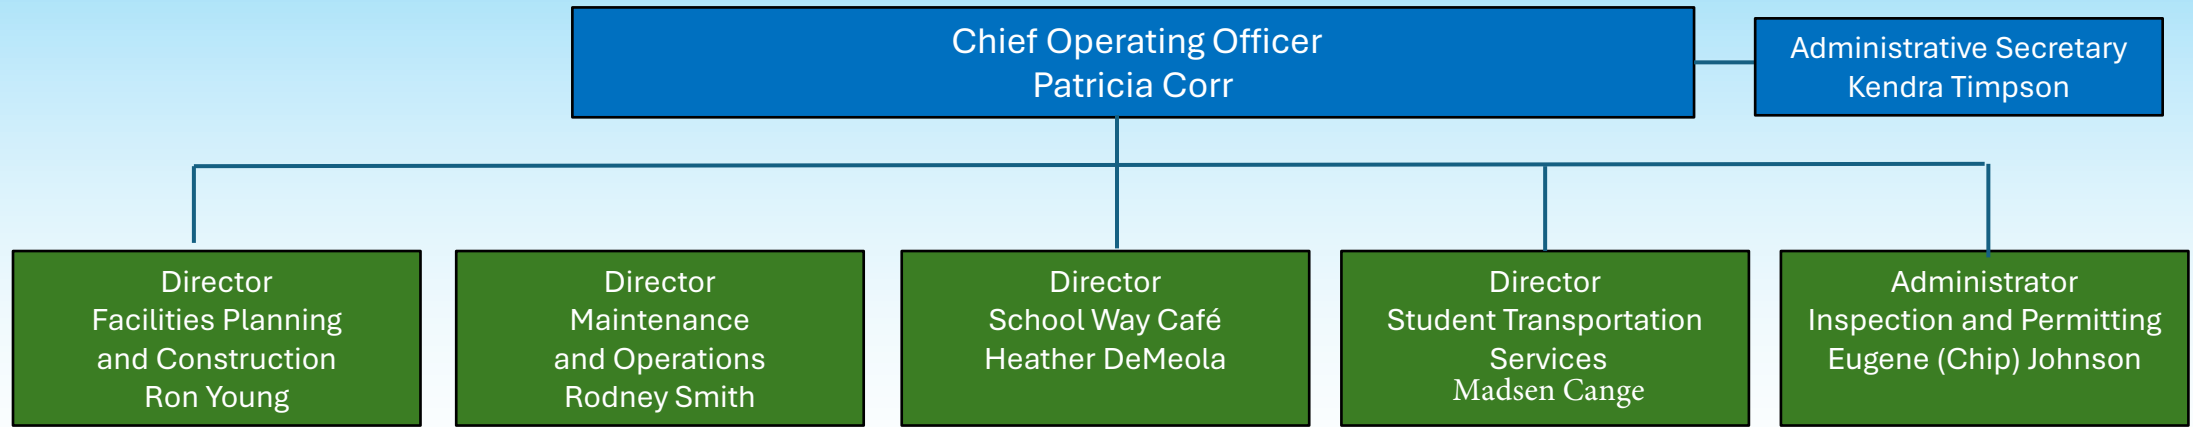 Chief Operating Officer
Patricia Corr
Administrative Secretary
Kendra Timpson
Director
Facilities Planning
and Construction
Ron Young
Director
Maintenance
and Operations
Rodney Smith
Director
School Way Café
Heather DeMeola
Director
Student Transportation
Services
Madsen Cange
Administrator
Inspection and Permitting
Eugene (Chip) Johnson